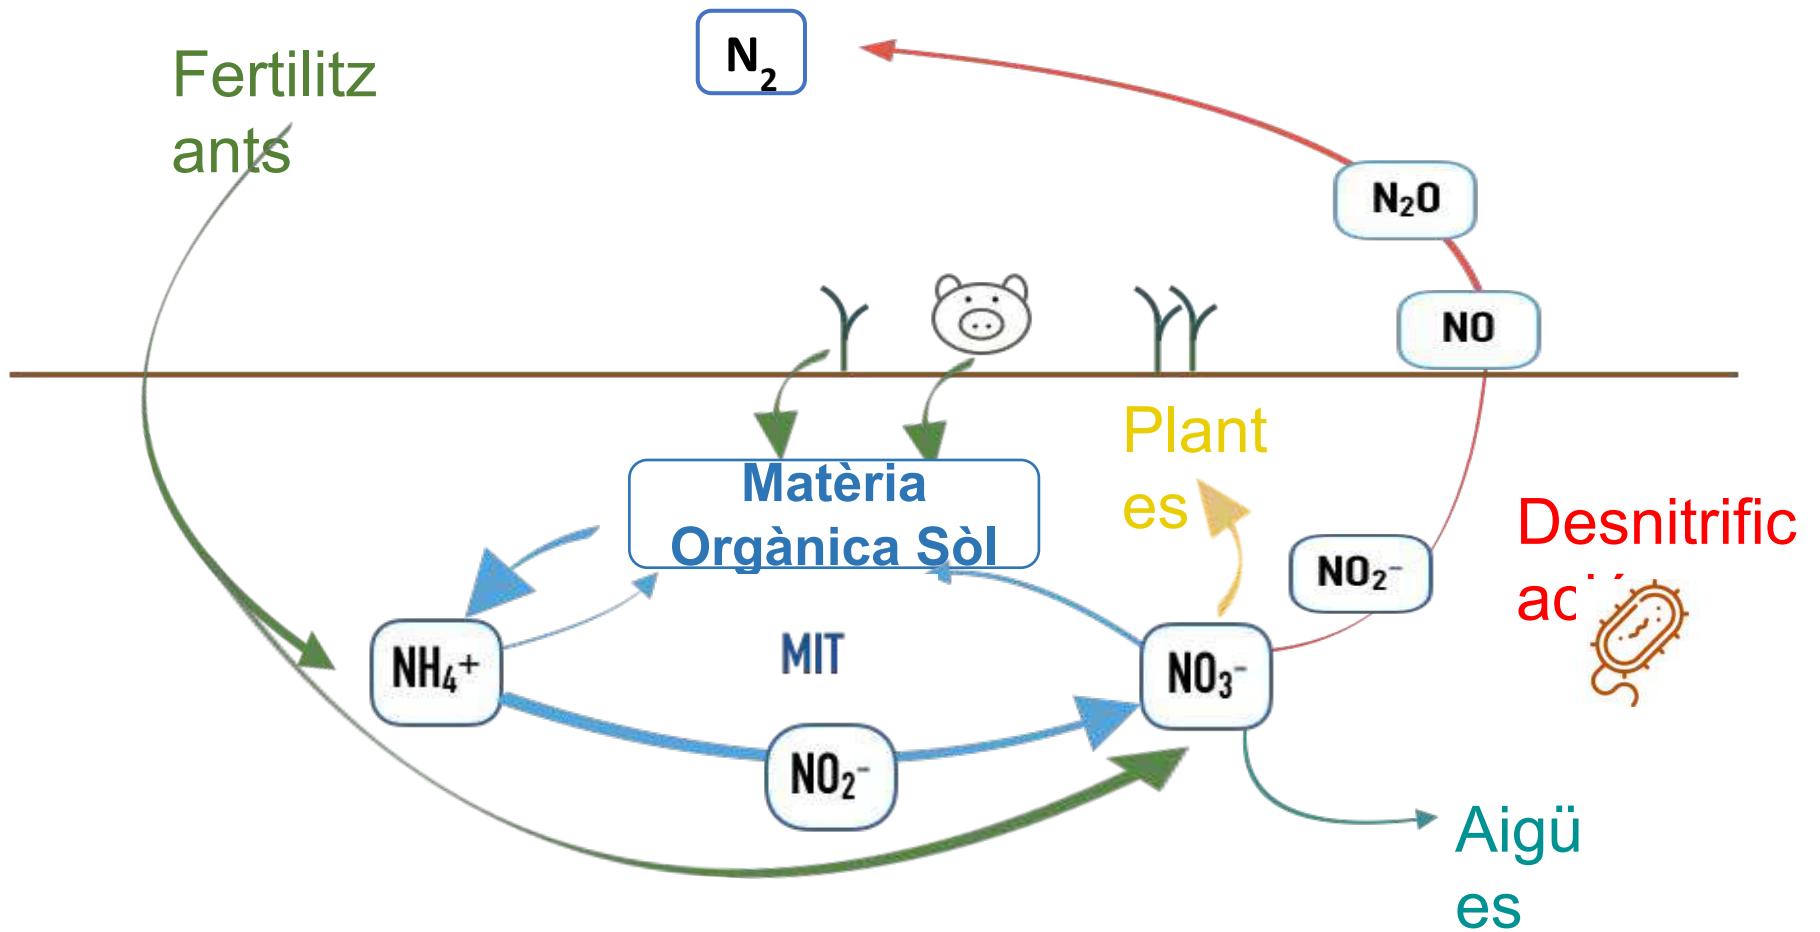 Fertilitz
ants
N₂
N₂O
NO
Plant
es
Matèria
Orgànica Sòl
Desnitrific
NO₂⁻
MIT
NH₄⁺
NO₃⁻
NO₂⁻
Aigü
es